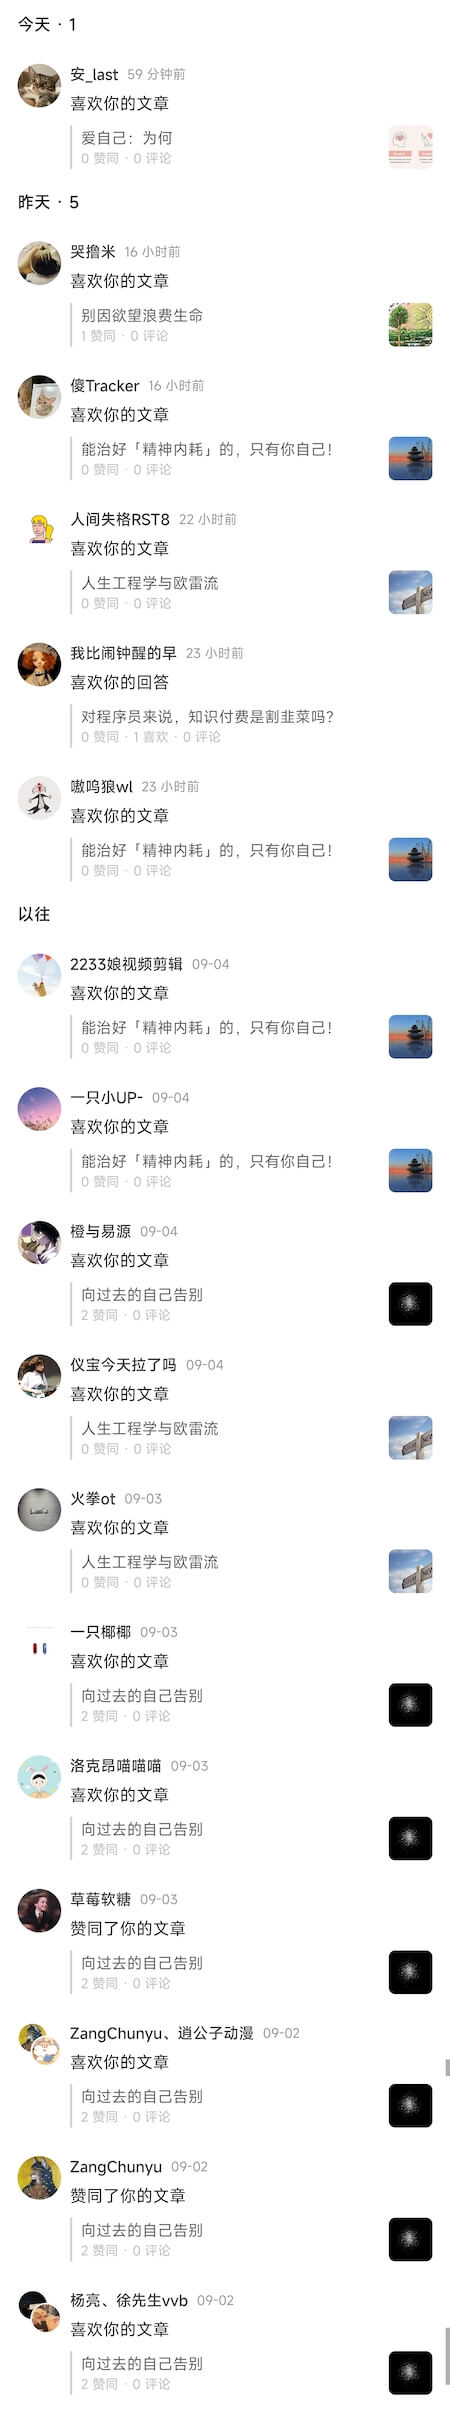 今天 · 1
安_last 59 分钟前
喜欢你的文章
爱自己：为何
0 赞同 · 0 评论
昨天 · 5
哭撸米 16 小时前
喜欢你的文章
别因欲望浪费生命
1 赞同 · 0 评论
傻Tracker 16 小时前
喜欢你的文章
能治好「精神内耗」的，只有你自己！
0 赞同 · 0 评论
人间失格RST8 22 小时前
喜欢你的文章
人生工程学与欧雷流
0 赞同 · 0 评论
我比闹钟醒的早 23 小时前
喜欢你的回答
对程序员来说，知识付费是割韭菜吗？
0 赞同 · 1 喜欢 · 0 评论
嗷呜狼wl 23 小时前
喜欢你的文章
能治好「精神内耗」的，只有你自己！
0 赞同 · 0 评论
以往
2233娘视频剪辑 09-04
喜欢你的文章
能治好「精神内耗」的，只有你自己！
0 赞同 · 0 评论
一只小UP- 09-04
喜欢你的文章
能治好「精神内耗」的，只有你自己！
0 赞同 · 0 评论
橙与易源 09-04
喜欢你的文章
向过去的自己告别
2 赞同 · 0 评论
仪宝今天拉了吗 09-04
喜欢你的文章
人生工程学与欧雷流
0 赞同 · 0 评论
火拳ot 09-03
喜欢你的文章
人生工程学与欧雷流
0 赞同 · 0 评论
一只椰椰 09-03
喜欢你的文章
向过去的自己告别
2 赞同 · 0 评论
洛克昂喵喵喵 09-03
喜欢你的文章
向过去的自己告别
2 赞同 · 0 评论
草莓软糖 09-03
赞同了你的文章
向过去的自己告别
2 赞同 · 0 评论
ZangChunyu、逍公子动漫 09-02
喜欢你的文章
向过去的自己告别
2 赞同 · 0 评论
ZangChunyu 09-02
赞同了你的文章
向过去的自己告别
2 赞同 · 0 评论
杨亮、徐先生vvb 09-02
喜欢你的文章
向过去的自己告别
2 赞同 · 0 评论